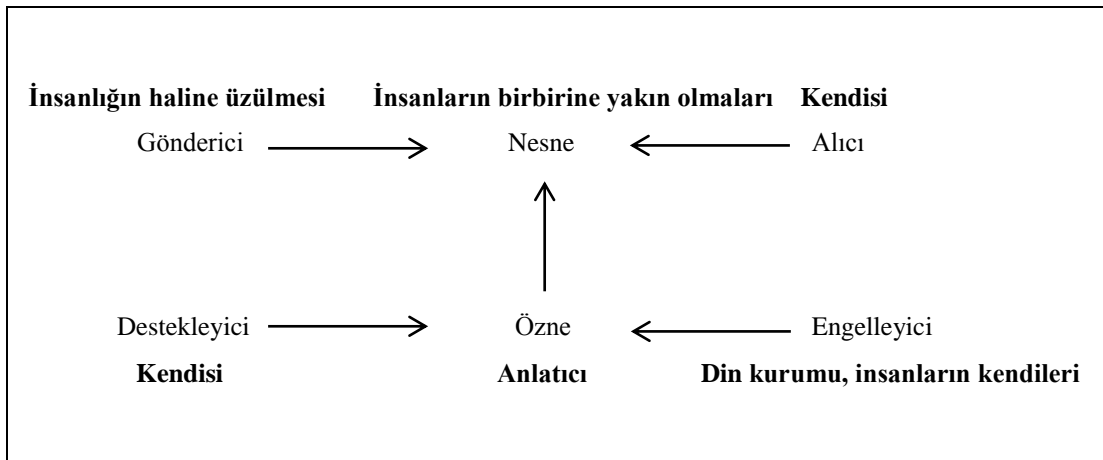 İnsanlığın haline üzülmesi İnsanların birbirine yakın olmaları Kendisi
Gönderici Nesne Alıcı
Destekleyici Özne Engelleyici
Kendisi Anlatıcı Din kurumu, insanların kendileri